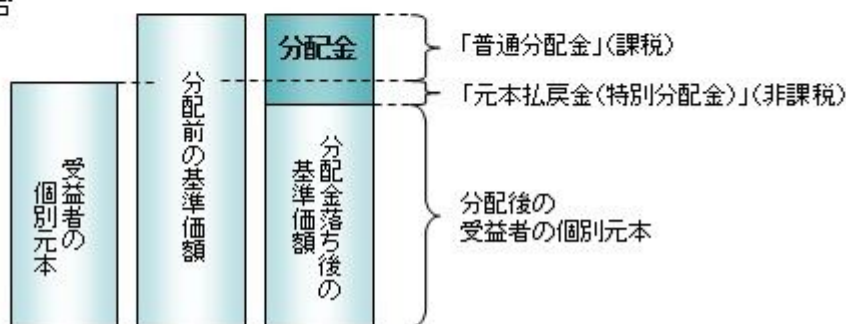 分配金
「普通分配金」(課税)
「元本払戻金(特別分配金)」(非課税)
受益者の
個別元本
分配前の基準価額
分配金落ち後の
基準価額
分配後の
受益者の個別元本